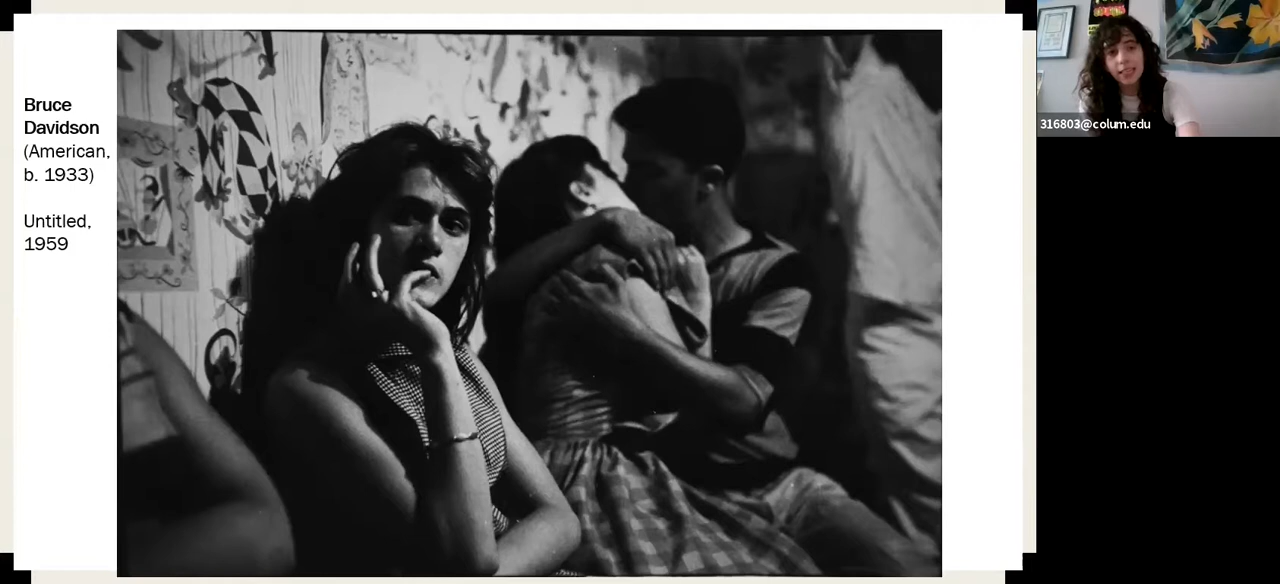 Bruce
Davidson
(American,
b. 1933)
Untitled,
1959
316803@colum.edu